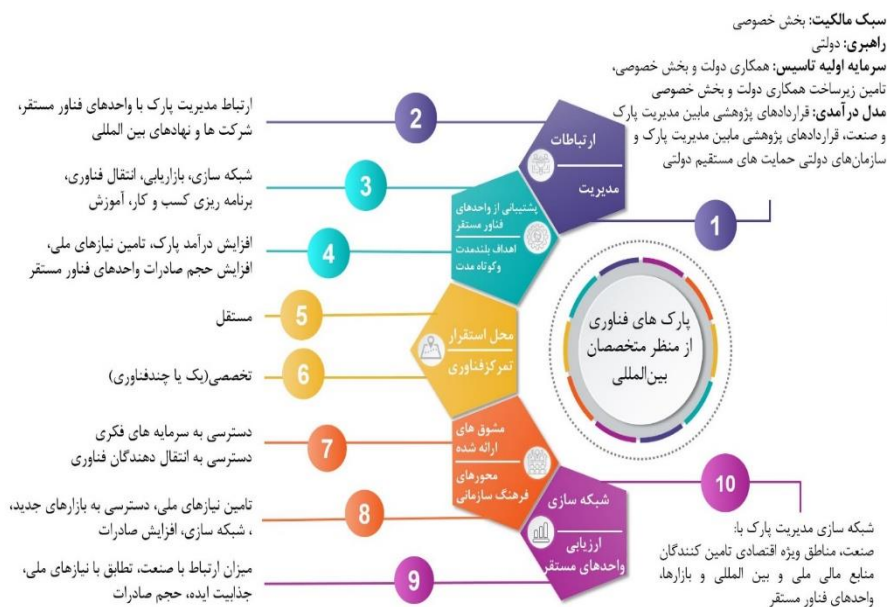 سبک مالکیت: بخش خصوصی
راهبری: دولتی
سرمایه اولیه تاسیس: همکاری دولت و بخش خصوصی،
تامین زیرساخت همکاری دولت و بخش خصوصی
مدل درآمدی: قراردادهای پژوهشی مابین مدیریت پارک
و صنعت، قراردادهای پژوهشی مابین مدیریت پارک و
سازمان‌های دولتی حمایت های مستقیم دولتی
1
مدیریت
ارتباطات
2
ارتباط مدیریت پارک با واحدهای فناور مستقر،
شرکت ها و نهادهای بین المللی
پشتیبانی از واحدهای
فناور مستقر
3
شبکه سازی، بازاریابی، انتقال فناوری،
برنامه ریزی کسب و کار، آموزش
اهداف بلندمدت
وکوتاه مدت
4
افزایش درآمد پارک، تامین نیازهای ملی،
افزایش حجم صادرات واحدهای فناور مستقر
محل استقرار
5
مستقل
تمرکزفناوری
6
تخصصی(یک یا چندفناوری)
مشوق های
ارائه شده
7
دسترسی به سرمایه های فکری
دسترسی به انتقال دهندگان فناوری
محورهای
فرهنگ سازمانی
8
تامین نیازهای ملی، دسترسی به بازارهای جدید،
، شبکه سازی، افزایش صادرات
ارزیابی
واحدهای مستقر
9
میزان ارتباط با صنعت، تطابق با نیازهای ملی،
جذابیت ایده، حجم صادرات
شبکه سازی
10
شبکه سازی مدیریت پارک با:
صنعت، مناطق ویژه اقتصادی تامین کنندگان
منابع مالی ملی و بین المللی و بازارها،
واحدهای فناور مستقر
پارک های فناوری
از منظر متخصصان
بین‌المللی